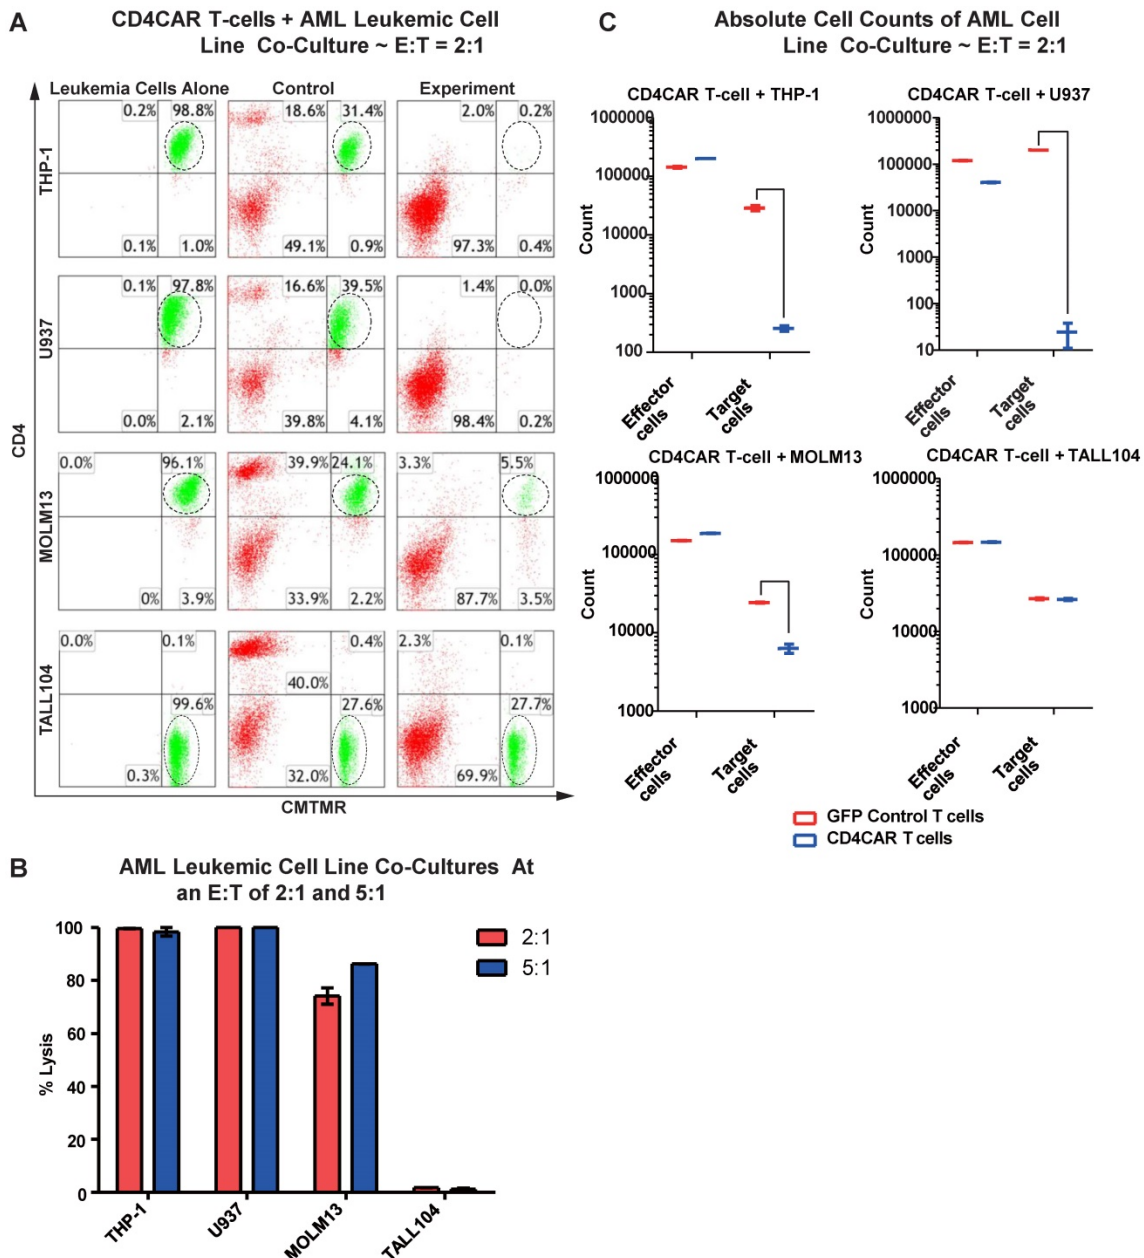 A
CD4CAR T-cells + AML Leukemic Cell
Line Co-Culture ~ E:T = 2:1
Leukemia Cells Alone
Control
Experiment
THP-1
0.2% 98.8%
0.1% 1.0%
18.6% 31.4%
49.1% 0.9%
2.0% 0.2%
97.3% 0.4%
U937
0.1% 97.8%
0.0% 2.1%
16.6% 39.5%
39.8% 4.1%
1.4% 0.0%
98.4% 0.2%
MOLM13
0.0% 96.1%
0% 3.9%
39.9% 24.1%
33.9% 2.2%
3.3% 5.5%
87.7% 3.5%
TALL104
0.0% 0.1%
99.6%
0.3%
0.4%
40.0%
27.6%
32.0%
2.3% 0.1%
27.7%
69.9%
CD4
CMTMR
B
AML Leukemic Cell Line Co-Cultures At
an E:T of 2:1 and 5:1
% Lysis
100
80
60
40
20
0
THP-1
U937
MOLM13
TALL104
2:1
5:1
C
Absolute Cell Counts of AML Cell
Line Co-Culture ~ E:T = 2:1
CD4CAR T-cell + THP-1
Count
1000000
100000
10000
1000
100
Effector
cells
Target
cells
CD4CAR T-cell + U937
Count
1000000
100000
10000
1000
100
10
Effector
cells
Target
cells
CD4CAR T-cell + MOLM13
Count
1000000
100000
10000
1000
Effector
cells
Target
cells
CD4CAR T-cell + TALL104
Count
1000000
100000
10000
1000
Effector
cells
Target
cells
GFP Control T cells
CD4CAR T cells